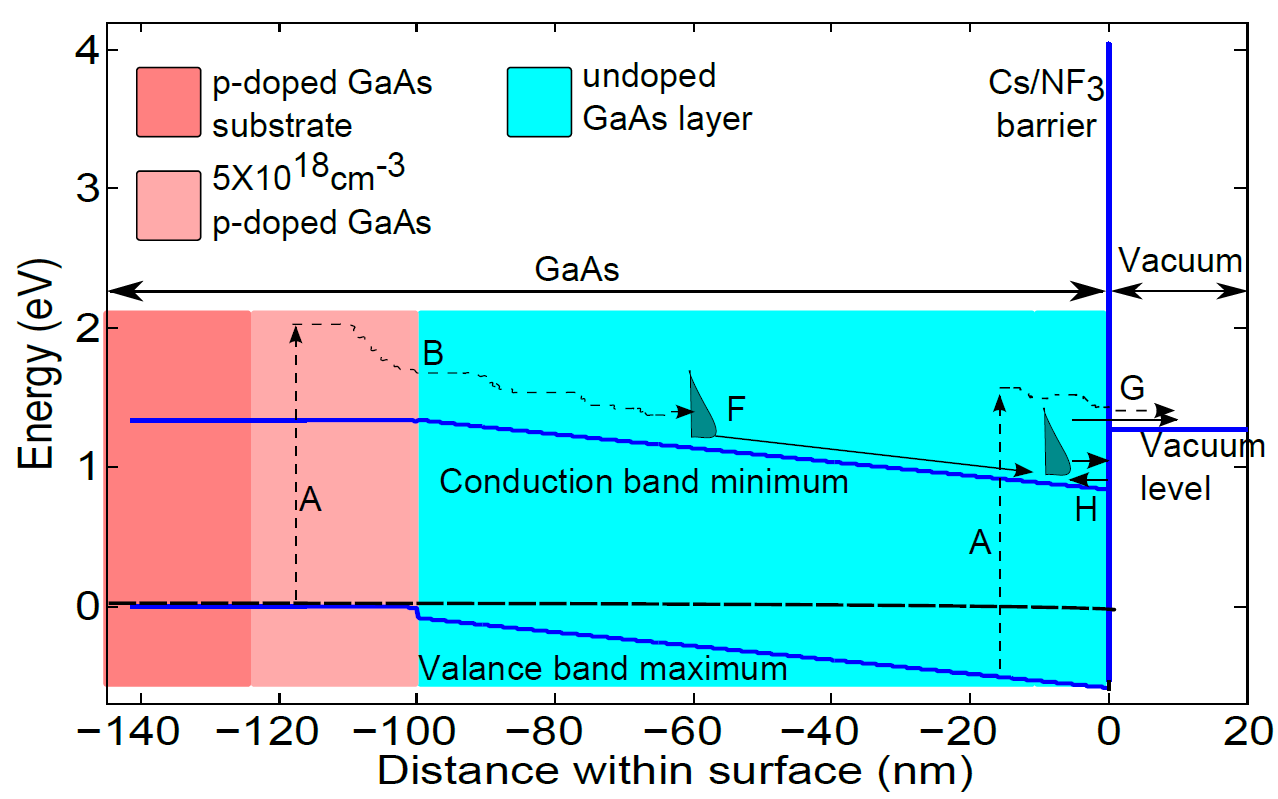 4
3
2
1
0
Energy (eV)
p-doped GaAs
substrate
5X10^18cm^-3
p-doped GaAs
undoped
GaAs layer
Cs/NF3
barrier
GaAs
Vacuum
B
F
G
A
Conduction band minimum
Vacuum
level
H
A
Valance band maximum
−140 −120 −100 −80 −60 −40 −20 0 20
Distance within surface (nm)